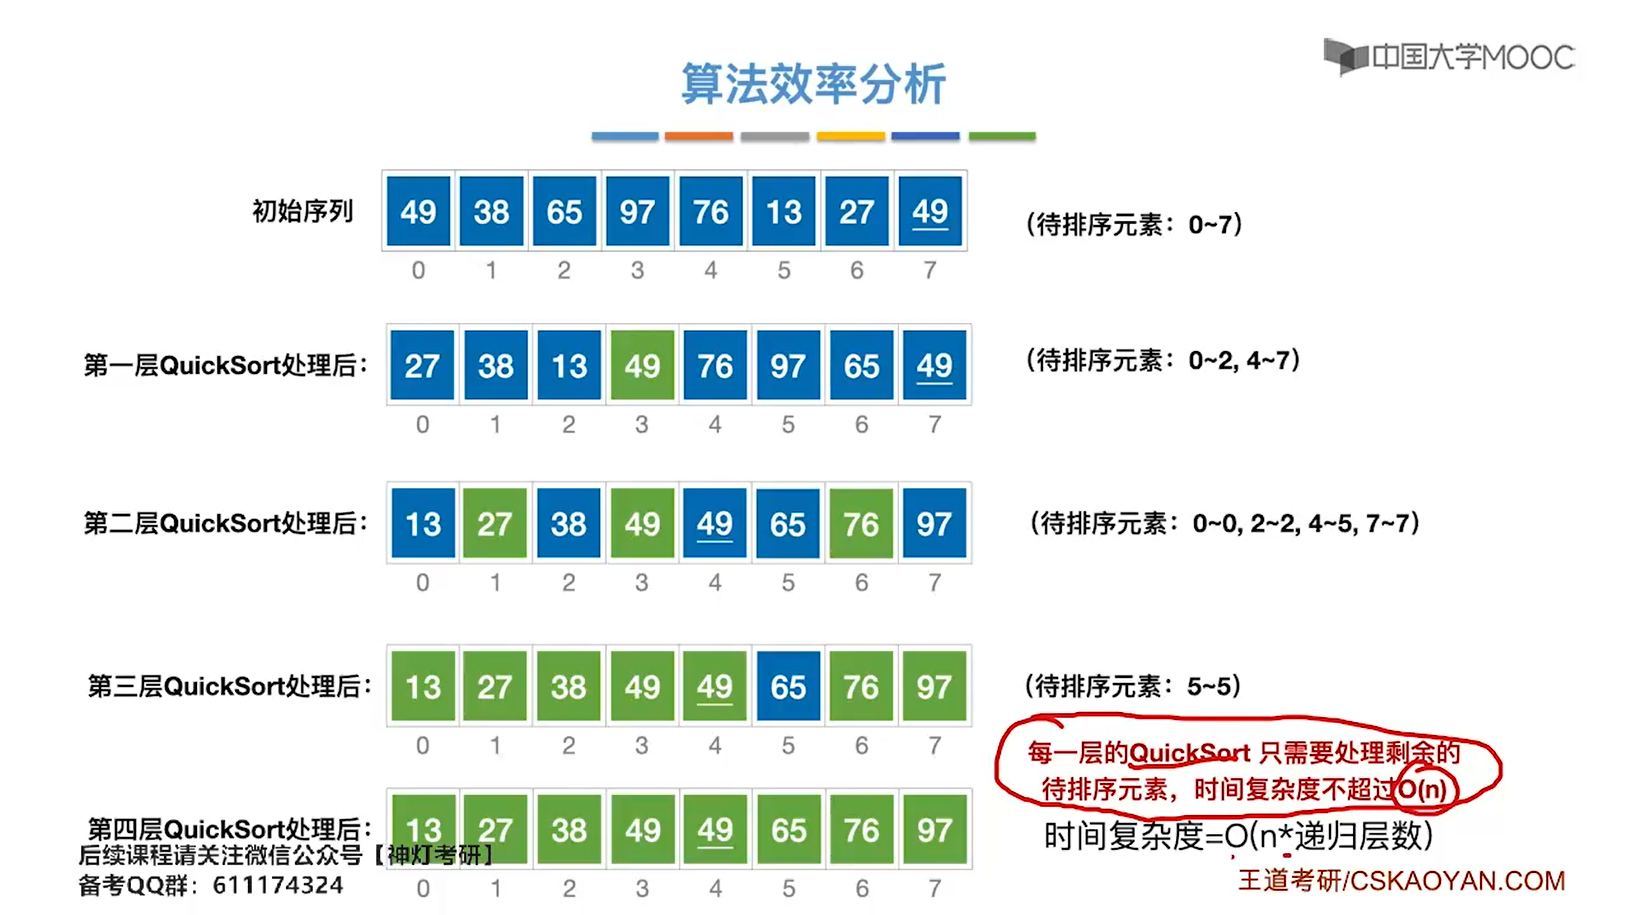 中国大学MOOC
算法效率分析
初始序列 49 38 65 97 76 13 27 49 (待排序元素：0~7)
0 1 2 3 4 5 6 7
第一层QuickSort处理后： 27 38 13 49 76 97 65 49 (待排序元素：0~2, 4~7)
0 1 2 3 4 5 6 7
第二层QuickSort处理后： 13 27 38 49 49 65 76 97 (待排序元素：0~0, 2~2, 4~5, 7~7)
0 1 2 3 4 5 6 7
第三层QuickSort处理后： 13 27 38 49 49 65 76 97 (待排序元素：5~5)
0 1 2 3 4 5 6 7
每一层的QuickSort 只需要处理剩余的
待排序元素，时间复杂度不超过O(n)
第四层QuickSort处理后： 13 27 38 49 49 65 76 97 时间复杂度=O(n*递归层数)
后续课程请关注微信公众号【神灯考研】
备考QQ群：611174324 0 1 2 3 4 5 6 7 王道考研/CSKAOYAN.COM